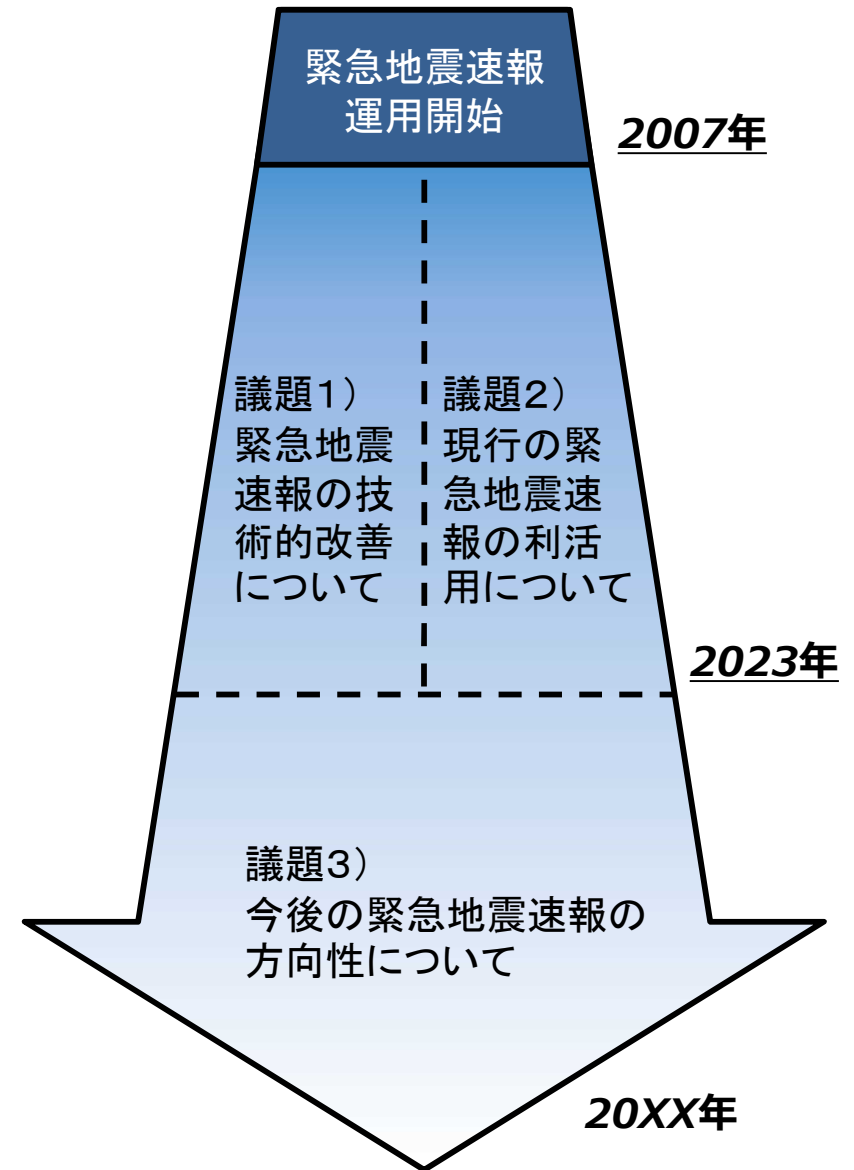 緊急地震速報
運用開始
2007年
議題1）
緊急地震
速報の技
術的改善
について
議題2）
現行の緊
急地震速
報の利活
用について
2023年
議題3）
今後の緊急地震速報の
方向性について
20XX年